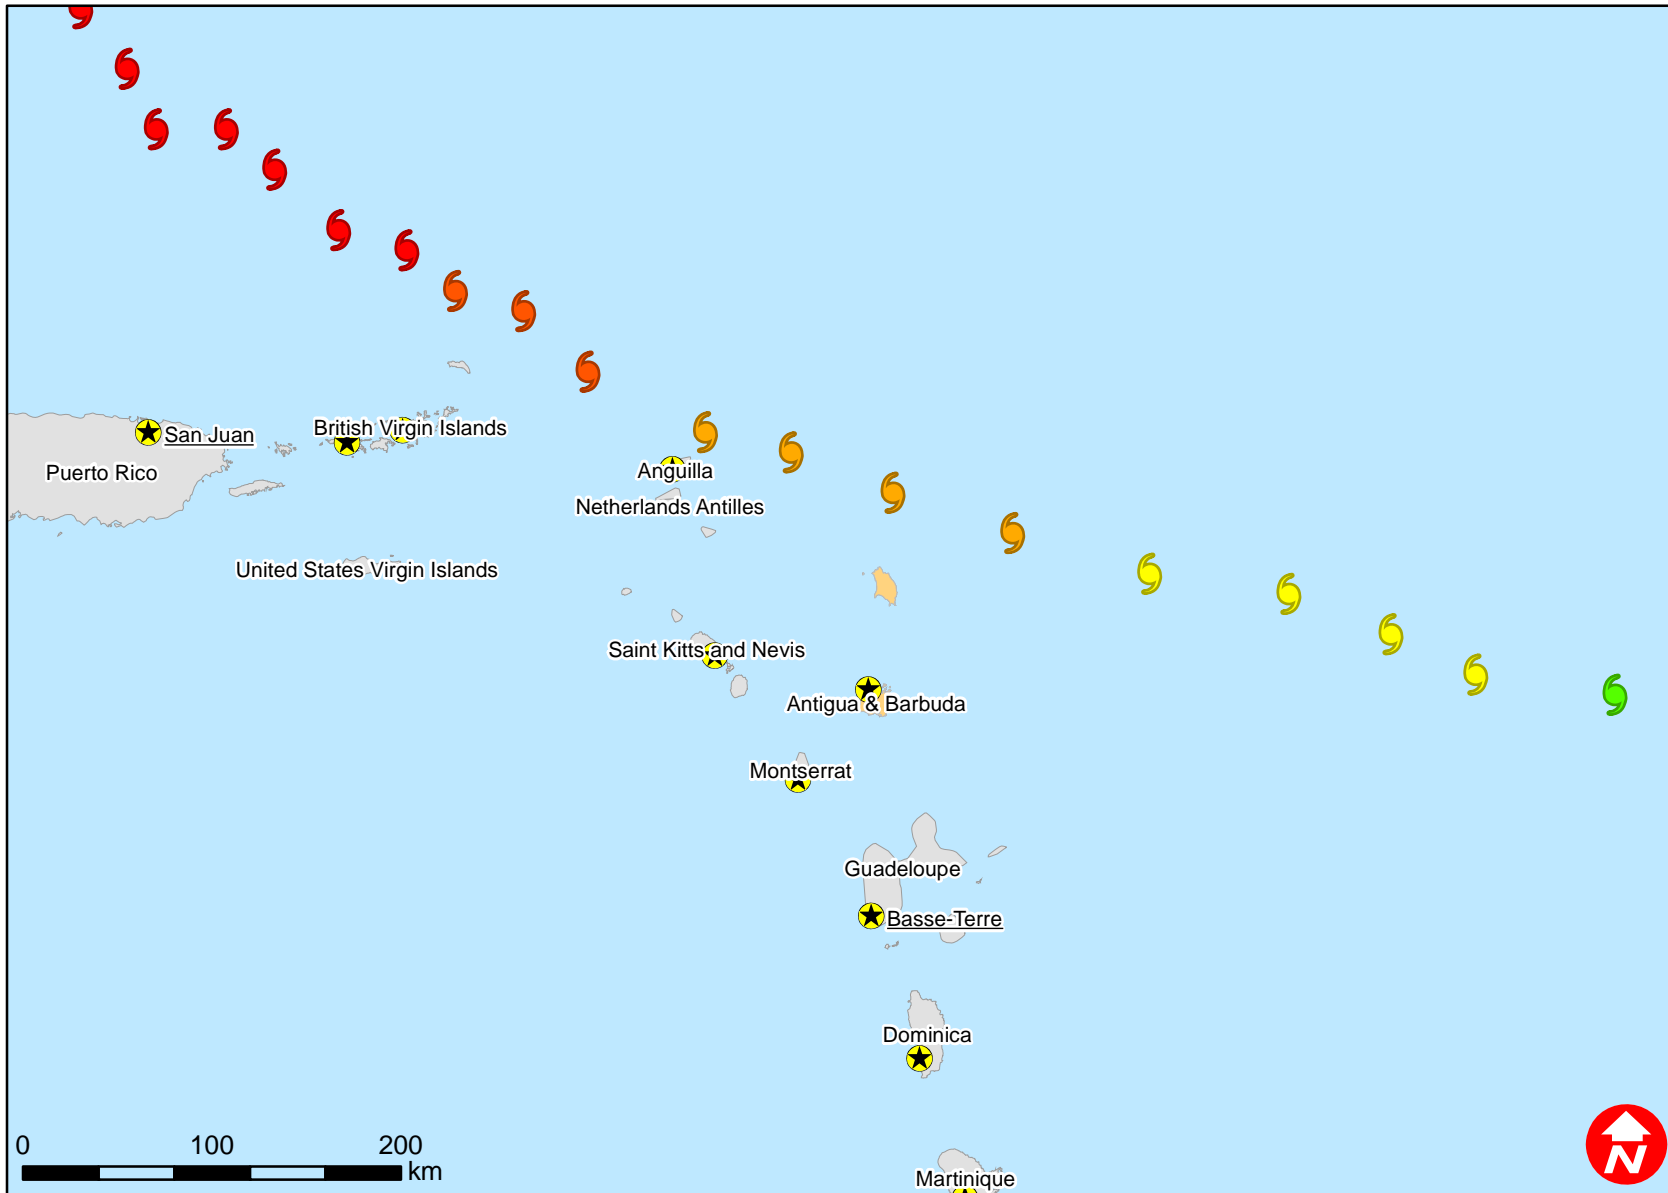 San Juan
British Virgin Islands
Puerto Rico
Anguilla
Netherlands Antilles
United States Virgin Islands
Saint Kitts and Nevis
Antigua & Barbuda
Montserrat
Guadeloupe
Basse-Terre
Dominica
0 100 200
km
N
Martinique